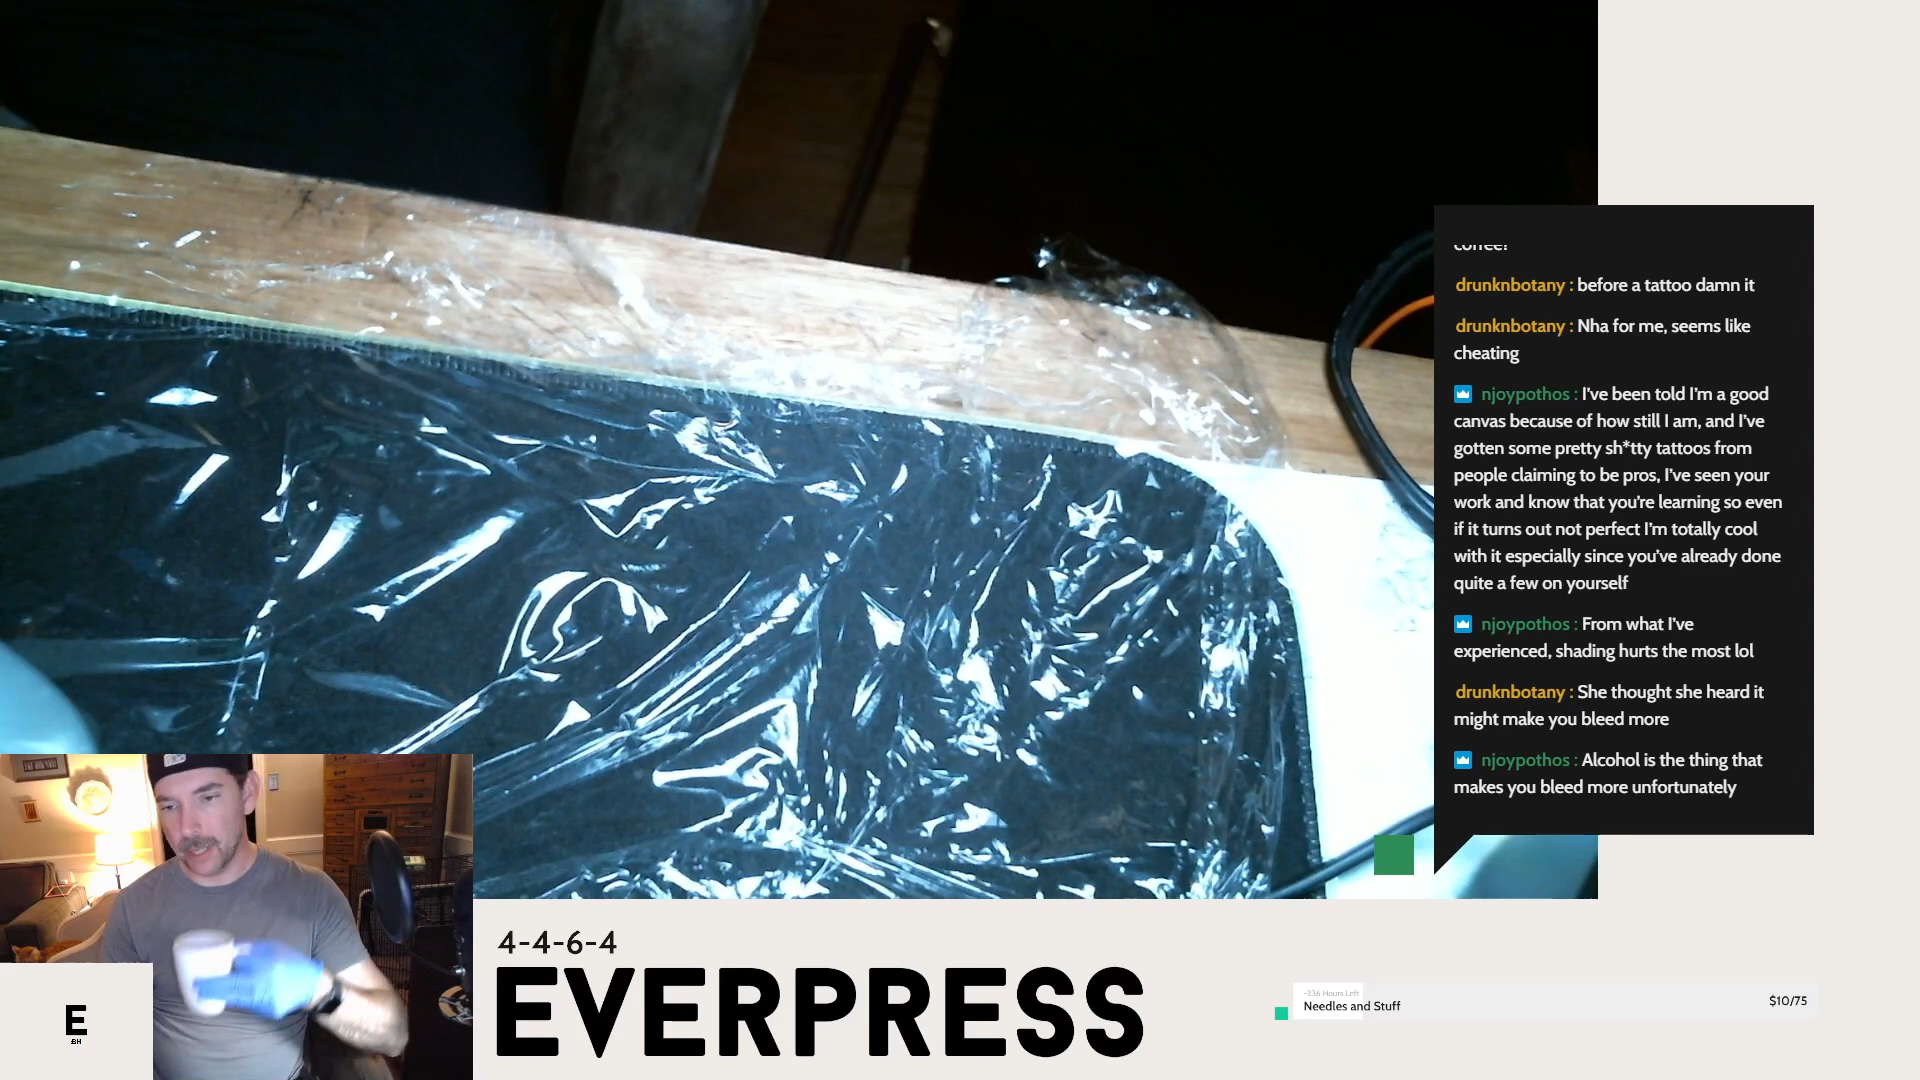 coffee!
drunknbotany : before a tattoo damn it
drunknbotany : Nha for me, seems like
cheating
njoypothos : I've been told I'm a good
canvas because of how still I am, and I've
gotten some pretty sh*tty tattoos from
people claiming to be pros, I've seen your
work and know that you're learning so even
if it turns out not perfect I'm totally cool
with it especially since you've already done
quite a few on yourself
njoypothos : From what I've
experienced, shading hurts the most lol
drunknbotany : She thought she heard it
might make you bleed more
njoypothos : Alcohol is the thing that
makes you bleed more unfortunately
4-4-6-4
EVERPRESS
-236 Hours Left
Needles and Stuff
$10/75
E